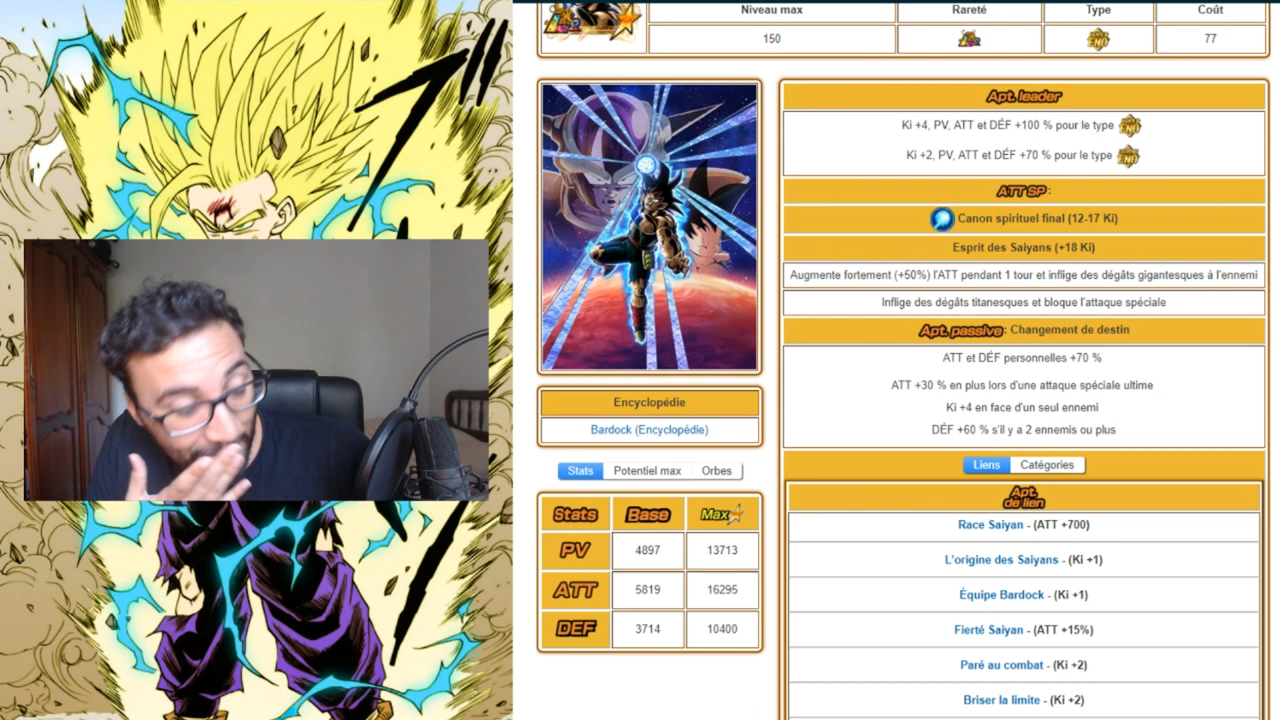 Niveau max
Rareté
Type
Coût
150
77
Apt. leader
Ki +4, PV, ATT et DÉF +100 % pour le type
Ki +2, PV, ATT et DÉF +70 % pour le type
ATT SP:
Canon spirituel final (12-17 Ki)
Esprit des Saiyans (+18 Ki)
Augmente fortement (+50%) l'ATT pendant 1 tour et inflige des dégâts gigantesques à l'ennemi
Inflige des dégâts titanesques et bloque l'attaque spéciale
Apt. passive: Changement de destin
ATT et DÉF personnelles +70 %
ATT +30 % en plus lors d'une attaque spéciale ultime
Ki +4 en face d'un seul ennemi
DÉF +60 % s'il y a 2 ennemis ou plus
Encyclopédie
Bardock (Encyclopédie)
Stats
Potentiel max
Orbes
Stats
Base
Max
PV
4897
13713
ATT
5819
16295
DEF
3714
10400
Liens
Catégories
Apt.
de lien
Race Saiyan - (ATT +700)
L'origine des Saiyans - (Ki +1)
Équipe Bardock - (Ki +1)
Fierté Saiyan - (ATT +15%)
Paré au combat - (Ki +2)
Briser la limite - (Ki +2)